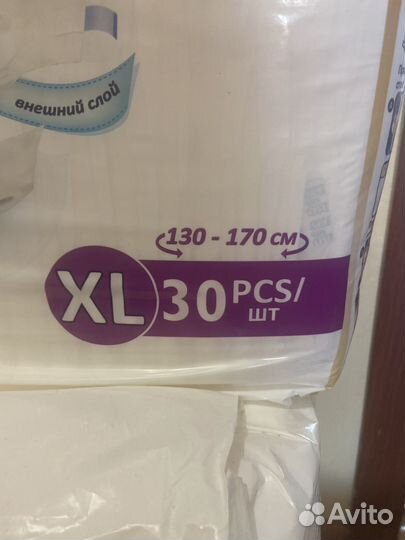 внешний слой
130 - 170 см
XL 30 PCS/
шт
Avito